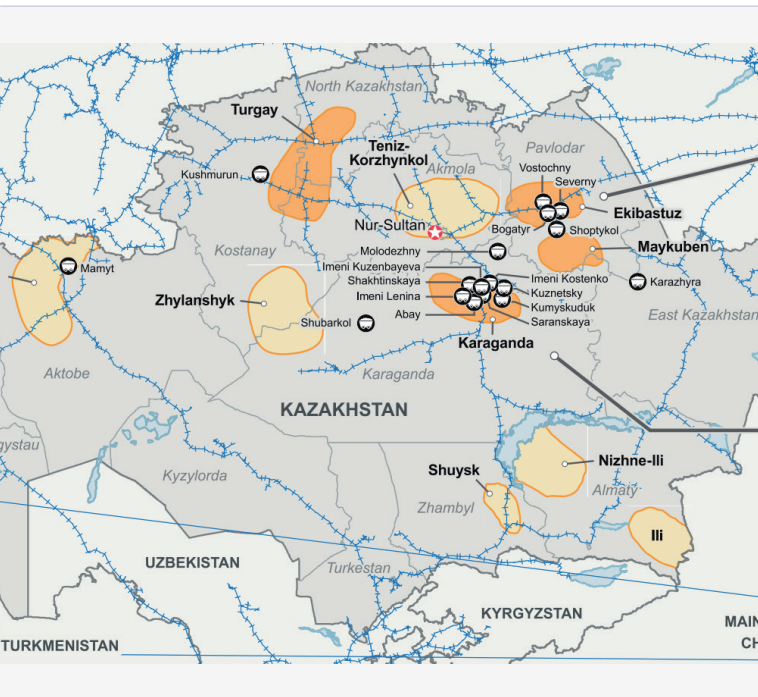 North Kazakhstan
Turgay
Teniz-
Korzhynkol
Pavlodar
Akmola
Vostochny
Kushmurun
Severny
Ekibastuz
Nur-Sultan
Bogatyr
Shoptykol
Kostanay
Molodezhny
Maykuben
Mamyt
Imeni Kuzenbayeva
Shakhtinskaya
Imeni Kostenko
Karazhyra
Imeni Lenina
Kuznetsky
Zhylanshyk
Kumyskuduk
Abay
Saranskaya
East Kazakhstan
Shubarkol
Karaganda
Aktobe
Karaganda
KAZAKHSTAN
gystau
Nizhne-Ili
Shuysk
Kyzylorda
Almaty
Zhambyl
Ili
UZBEKISTAN
Turkestan
KYRGYZSTAN
MAIN
TURKMENISTAN
CH